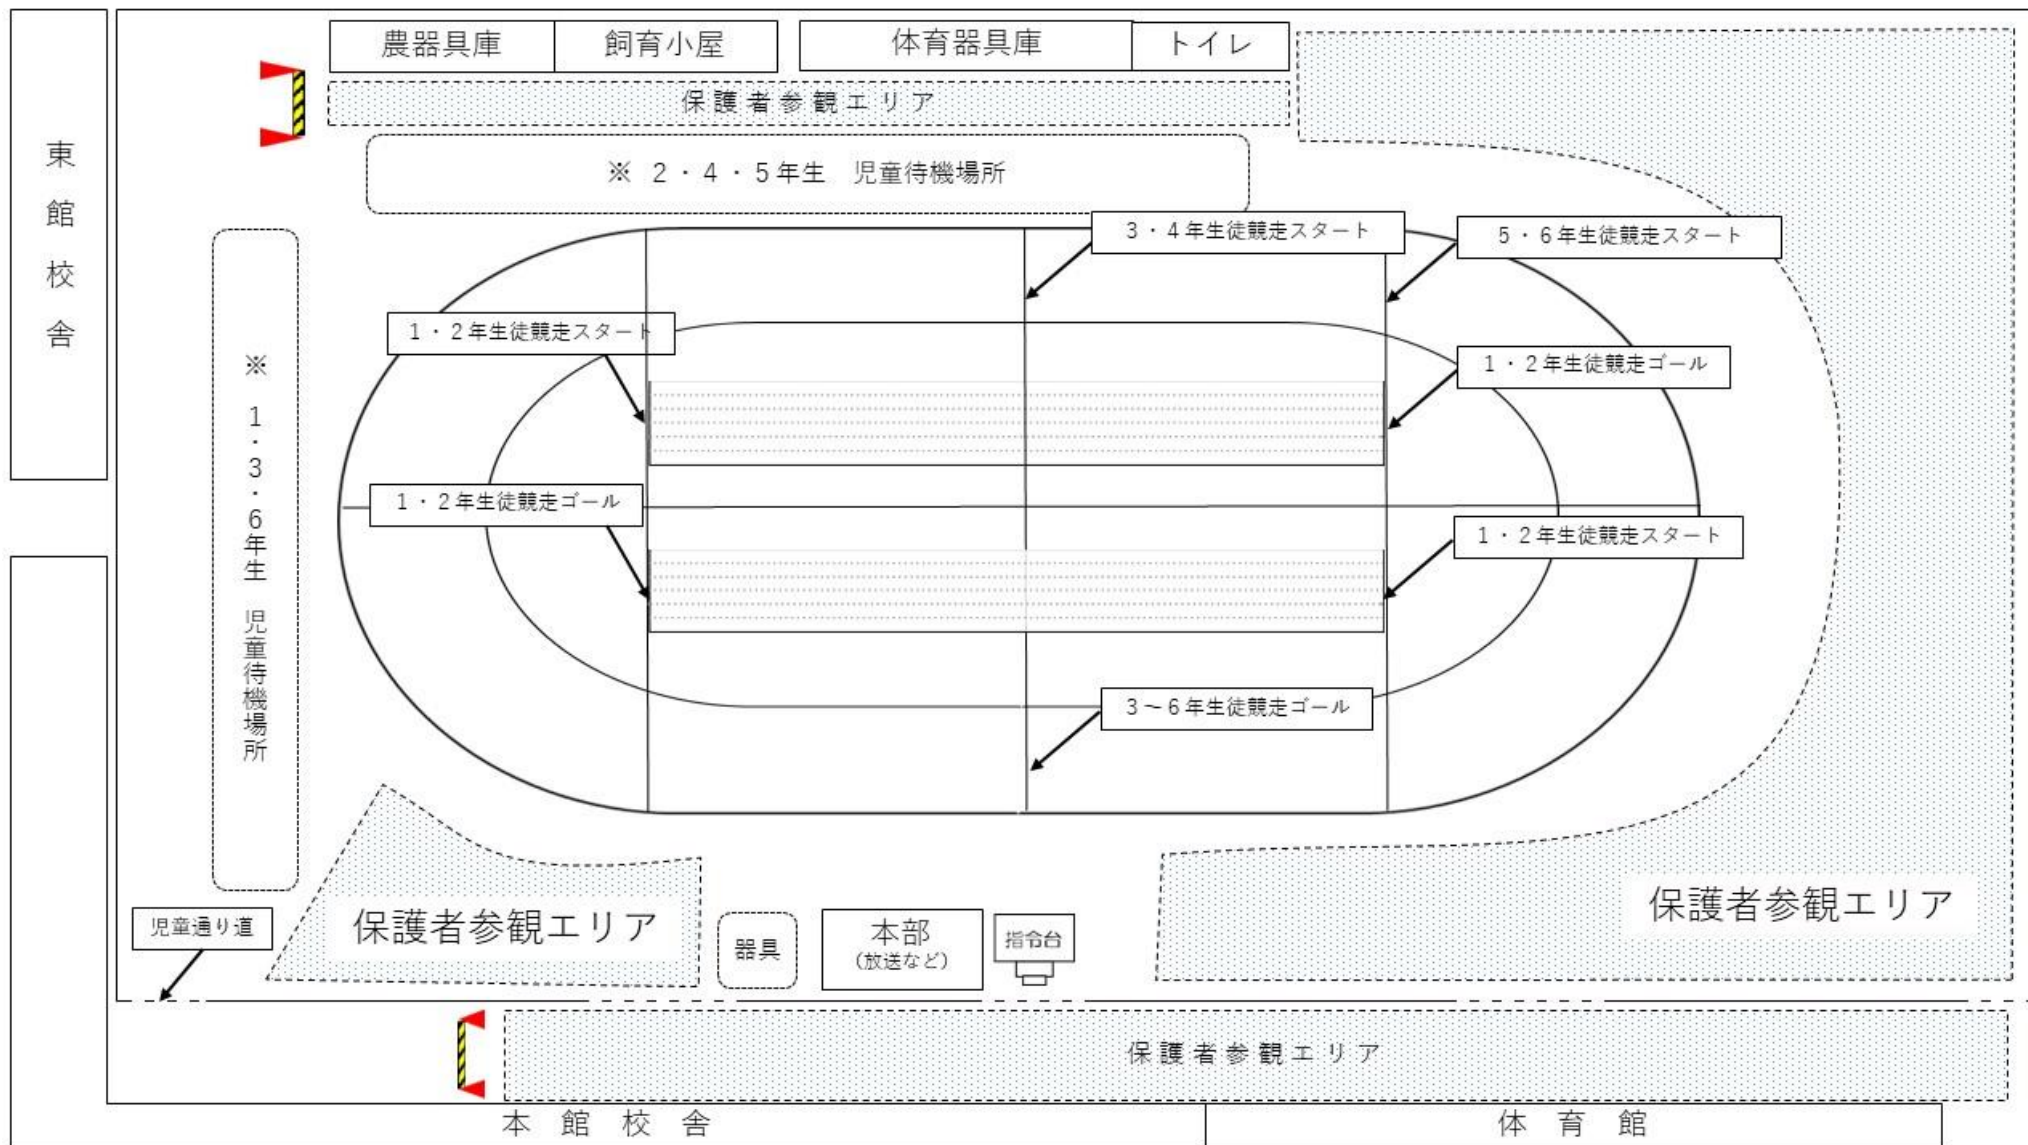 農器具庫
飼育小屋
体育器具庫
トイレ
保護者参観エリア
※ ２・４・５年生　児童待機場所
東館校舎
３・４年生徒競走スタート
５・６年生徒競走スタート
１・２年生徒競走スタート
１・２年生徒競走ゴール
※　１・３・６年生　児童待機場所
１・２年生徒競走ゴール
１・２年生徒競走スタート
３～６年生徒競走ゴール
保護者参観エリア
児童通り道
保護者参観エリア
器具
本部
（放送など）
指令台
保護者参観エリア
本館校舎
体育館